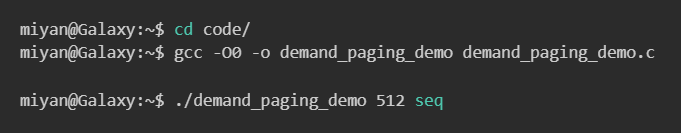 miyan@Galaxy:~$ cd code/
miyan@Galaxy:~$ gcc -O0 -o demand_paging_demo demand_paging_demo.c
miyan@Galaxy:~$ ./demand_paging_demo 512 seq